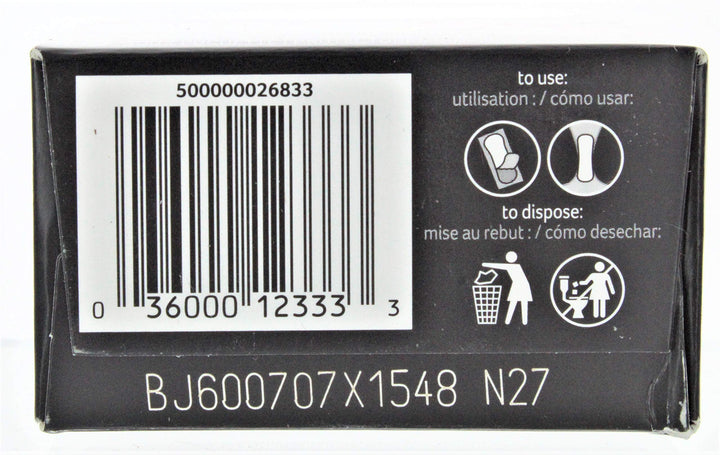 500000026833
0 36000 12333 3
to use:
utilisation : / cómo usar:
to dispose:
mise au rebut : / cómo desechar:
BJ600707X1548 N27